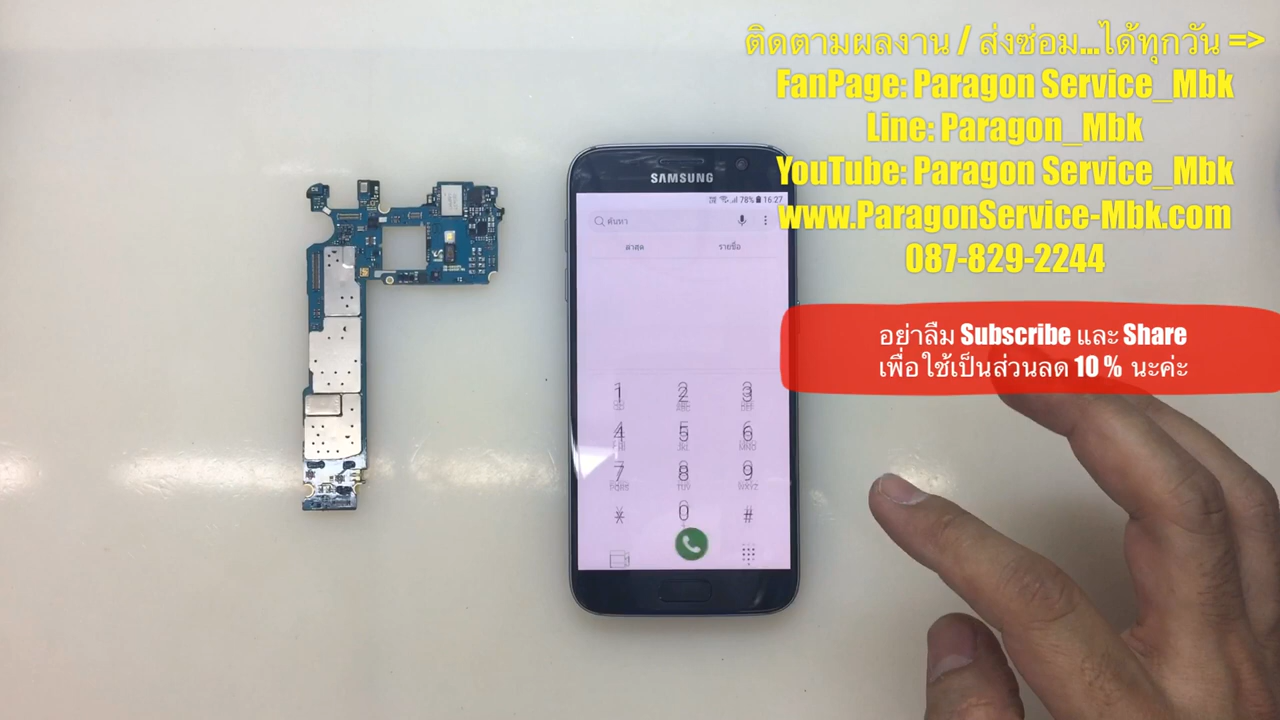 ติดตามผลงาน / ส่งซ่อม...ได้ทุกวัน =>
FanPage: Paragon Service_Mbk
Line: Paragon_Mbk
YouTube: Paragon Service_Mbk
www.ParagonService-Mbk.com
087-829-2244
อย่าลืม Subscribe และ Share
เพื่อใช้เป็นส่วนลด 10 % นะค่ะ
SAMSUNG
78% 16:27
ค้นหา
ล่าสุด รายชื่อ
1 2 3
ABC DEF
4 5 6
GHI JKL MNO
7 8 9
PQRS TUV WXYZ
* 0 #
+